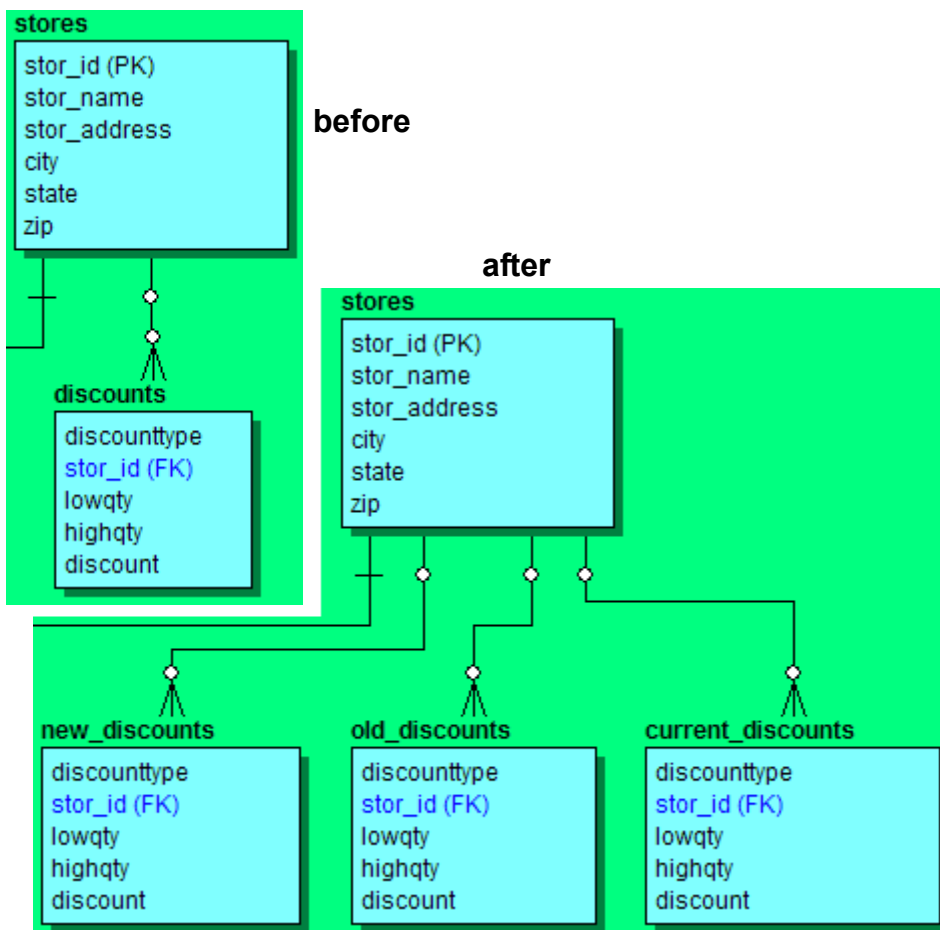 stores
stor_id (PK)
stor_name
stor_address
city
state
zip
before
discounts
discounttype
stor_id (FK)
lowqty
highqty
discount
after
stores
stor_id (PK)
stor_name
stor_address
city
state
zip
new_discounts
discounttype
stor_id (FK)
lowqty
highqty
discount
old_discounts
discounttype
stor_id (FK)
lowqty
highqty
discount
current_discounts
discounttype
stor_id (FK)
lowqty
highqty
discount